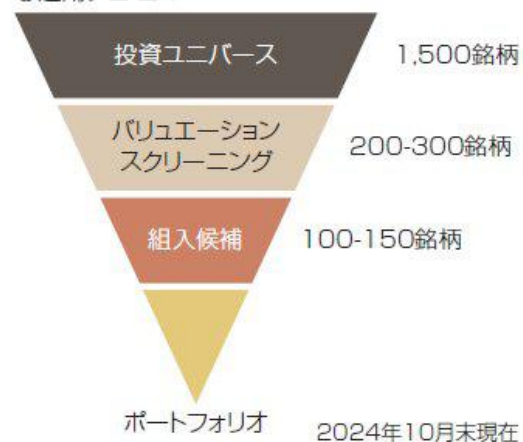 投資ユニバース
1,500銘柄
バリュエーション
スクリーニング
200-300銘柄
組入候補
100-150銘柄
ポートフォリオ
2024年10月末現在